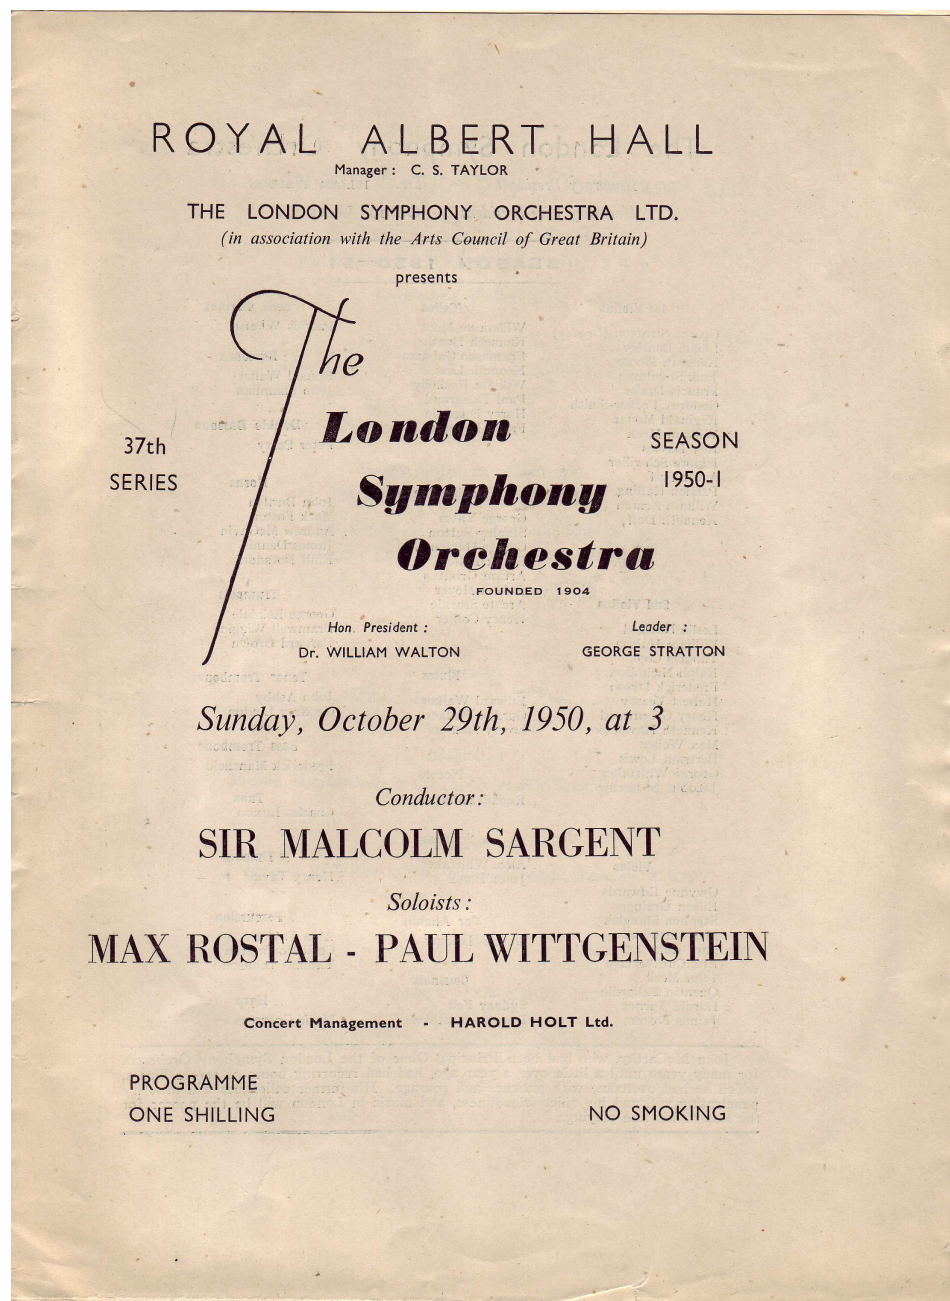 ROYAL ALBERT HALL
Manager: C. S. TAYLOR
THE LONDON SYMPHONY ORCHESTRA LTD.
(in association with the Arts Council of Great Britain)
presents
The
London
Symphony
Orchestra
37th
SERIES
SEASON
1950-1
FOUNDED 1904
Hon. President :
Dr. WILLIAM WALTON
Leader :
GEORGE STRATTON
Sunday, October 29th, 1950, at 3
Conductor:
SIR MALCOLM SARGENT
Soloists:
MAX ROSTAL - PAUL WITTGENSTEIN
Concert Management - HAROLD HOLT Ltd.
PROGRAMME
ONE SHILLING
NO SMOKING